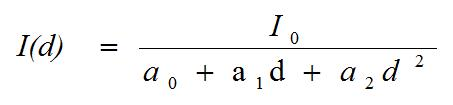 I(d) = I₀ / (a₀ + a₁d + a₂d²)